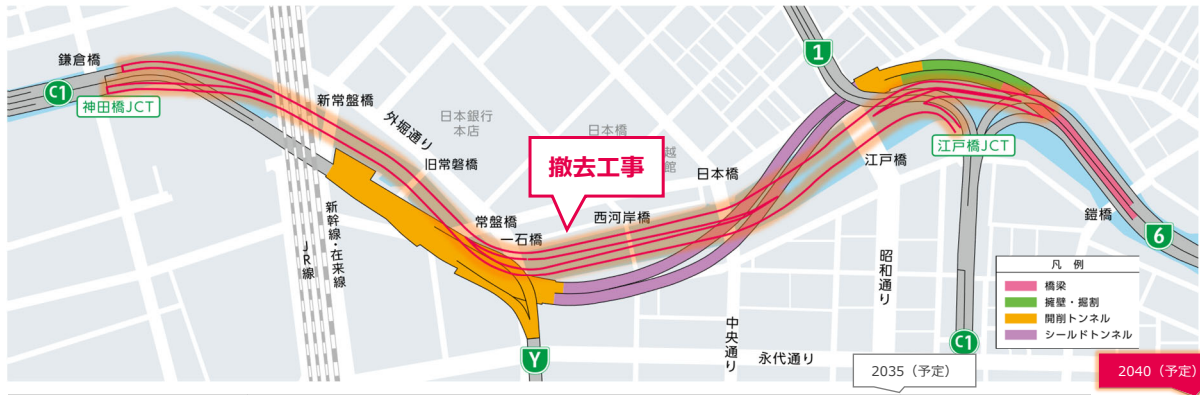 鎌倉橋
C1
神田橋JCT
新常盤橋
外堀通り
日本銀行
本店
旧常盤橋
新幹線・在来線
JR線
常盤橋
一石橋
撤去工事
日本橋
越
館
西河岸橋
日本橋
1
江戸橋
江戸橋JCT
鎧橋
6
昭和通り
中央通り
永代通り
Y
C1
凡 例
橋梁
擁壁・掘割
開削トンネル
シールドトンネル
2035（予定）
2040（予定）